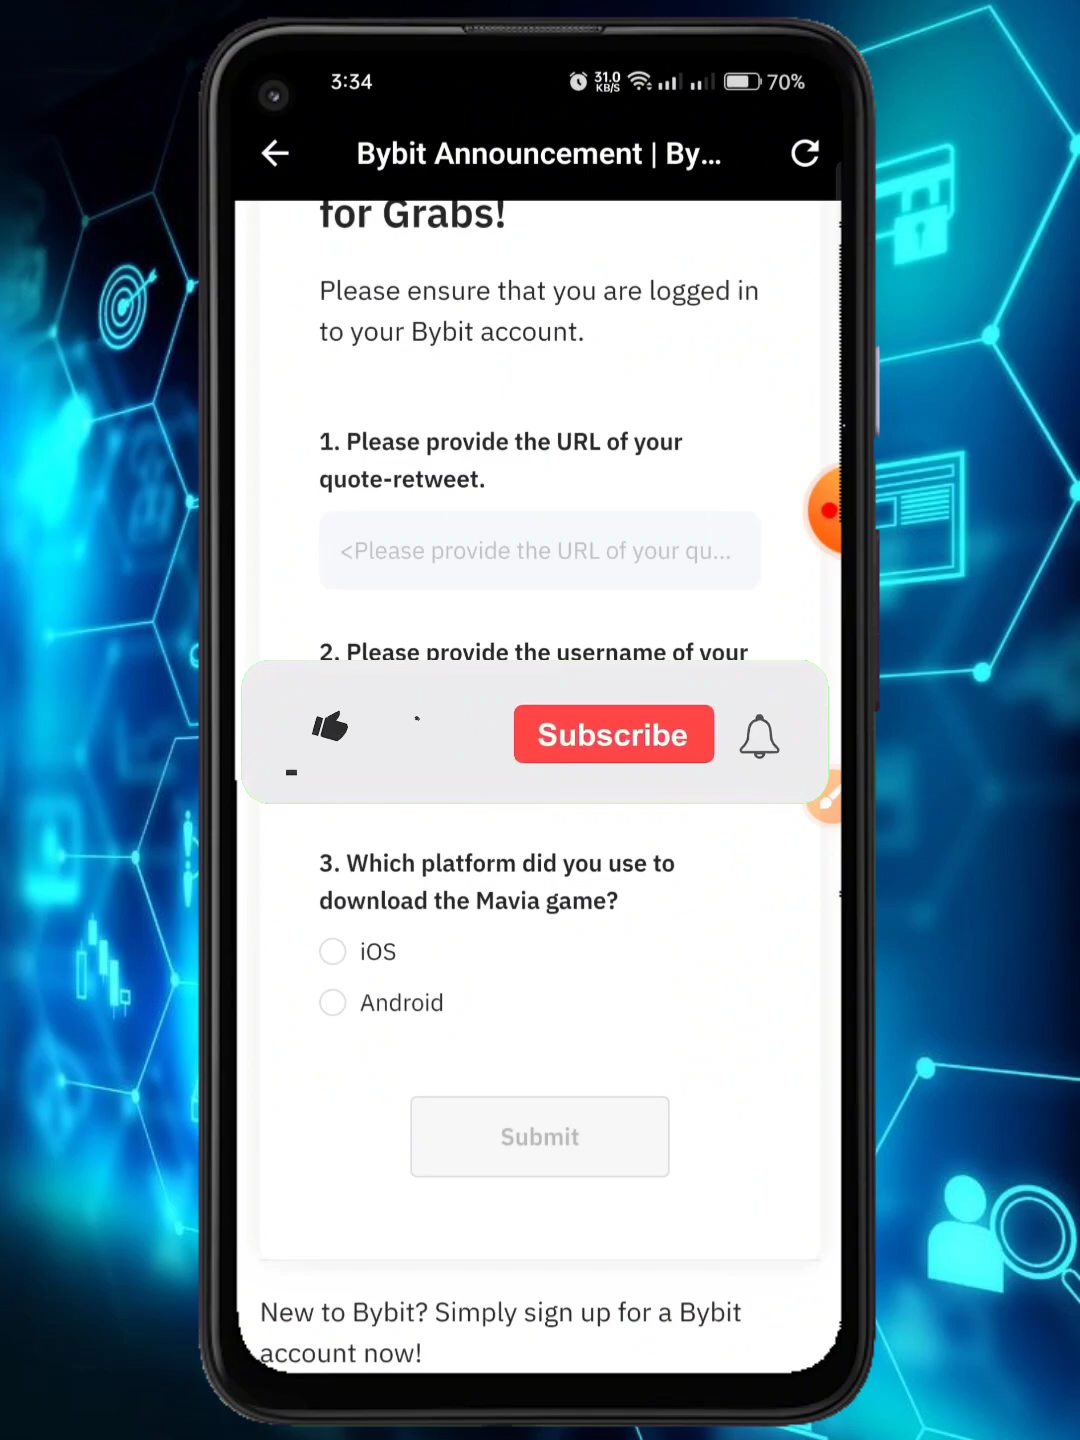 3:34
31.0
KB/S
70%
Bybit Announcement | By...
for Grabs!
Please ensure that you are logged in
to your Bybit account.
1. Please provide the URL of your
quote-retweet.
<Please provide the URL of your qu...
2. Please provide the username of your
Subscribe
3. Which platform did you use to
download the Mavia game?
iOS
Android
Submit
New to Bybit? Simply sign up for a Bybit
account now!